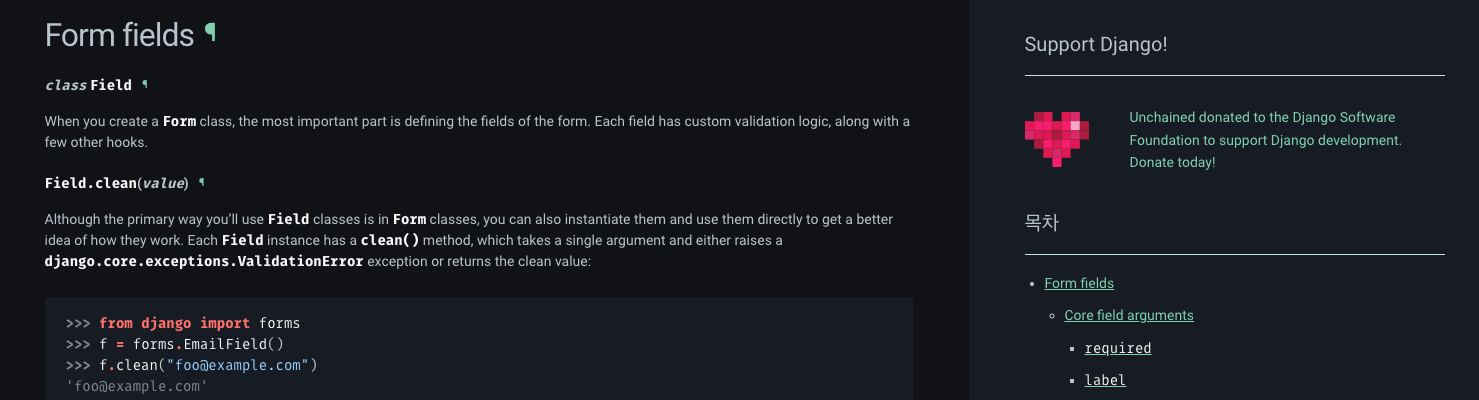 Form fields ¶
class Field ¶
When you create a Form class, the most important part is defining the fields of the form. Each field has custom validation logic, along with a
few other hooks.
Field.clean(value) ¶
Although the primary way you’ll use Field classes is in Form classes, you can also instantiate them and use them directly to get a better
idea of how they work. Each Field instance has a clean() method, which takes a single argument and either raises a
django.core.exceptions.ValidationError exception or returns the clean value:
>>> from django import forms
>>> f = forms.EmailField()
>>> f.clean("foo@example.com")
'foo@example.com'
Support Django!
Unchained donated to the Django Software
Foundation to support Django development.
Donate today!
목차
Form fields
Core field arguments
required
label